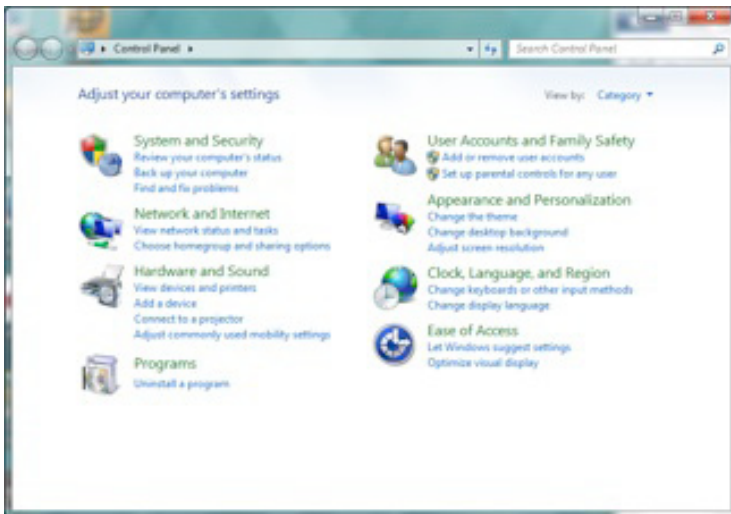 Control Panel
Search Control Panel
Adjust your computer's settings
View by: Category
System and Security
Review your computer's status
Back up your computer
Find and fix problems
Network and Internet
View network status and tasks
Choose homegroup and sharing options
Hardware and Sound
View devices and printers
Add a device
Connect to a projector
Adjust commonly used mobility settings
Programs
Uninstall a program
User Accounts and Family Safety
Add or remove user accounts
Set up parental controls for any user
Appearance and Personalization
Change the theme
Change desktop background
Adjust screen resolution
Clock, Language, and Region
Change keyboards or other input methods
Change display language
Ease of Access
Let Windows suggest settings
Optimize visual display